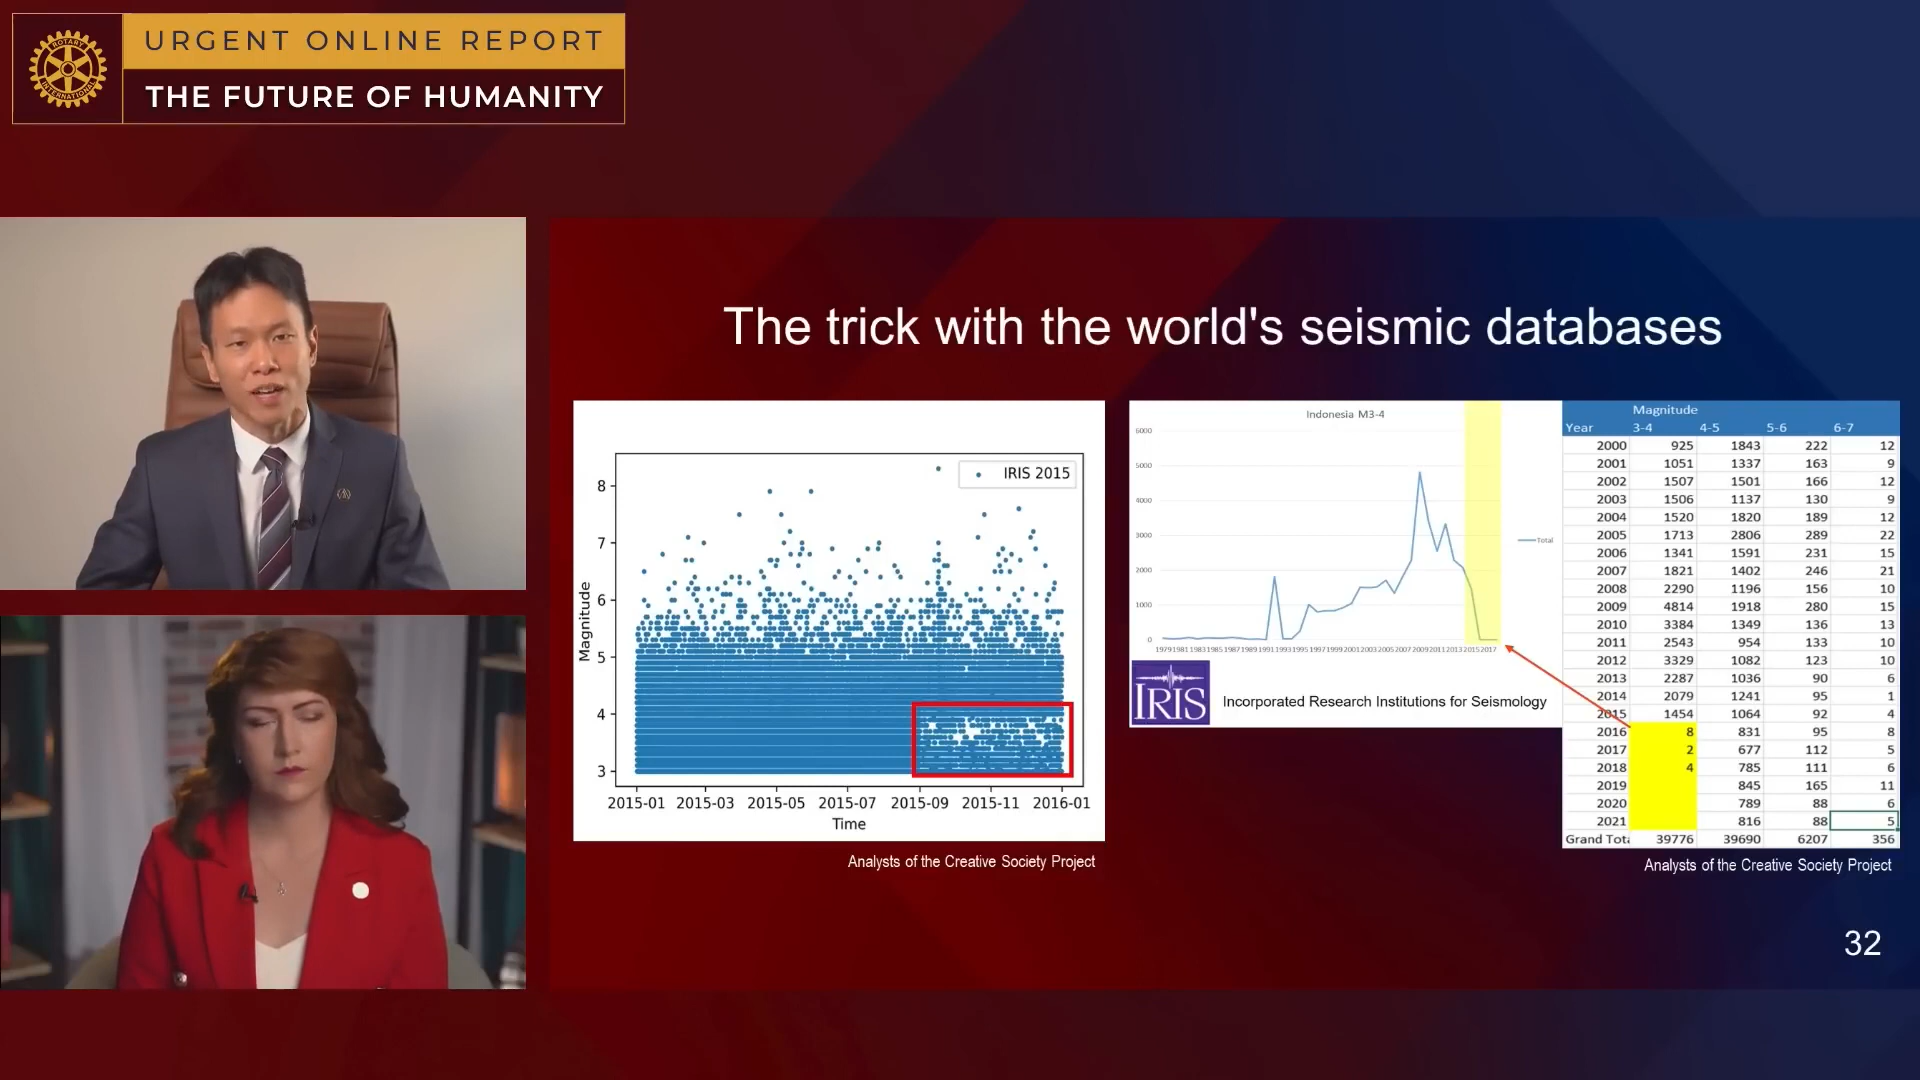 ROTARY
INTERNATIONAL
URGENT ONLINE REPORT
THE FUTURE OF HUMANITY
The trick with the world's seismic databases
IRIS 2015
8
7
6
5
4
3
Magnitude
2015-01 2015-03 2015-05 2015-07 2015-09 2015-11 2016-01
Time
Analysts of the Creative Society Project
Indonesia M3-4
6000
5000
4000
3000
2000
1000
0
1979 1981 1983 1985 1987 1989 1991 1993 1995 1997 1999 2001 2003 2005 2007 2009 2011 2013 2015 2017
Total
IRIS
Incorporated Research Institutions for Seismology
Magnitude
Year 3-4 4-5 5-6 6-7
2000 925 1843 222 12
2001 1051 1337 163 9
2002 1507 1501 166 12
2003 1506 1137 130 9
2004 1520 1820 189 12
2005 1713 2806 289 22
2006 1341 1591 231 15
2007 1821 1402 246 21
2008 2290 1196 156 10
2009 4814 1918 280 15
2010 3384 1349 136 13
2011 2543 954 133 10
2012 3329 1082 123 10
2013 2287 1036 90 6
2014 2079 1241 95 1
2015 1454 1064 92 4
2016 8 831 95 8
2017 2 677 112 5
2018 4 785 111 6
2019 845 165 11
2020 789 88 6
2021 816 88 5
Grand Tota 39776 39690 6207 356
Analysts of the Creative Society Project
32